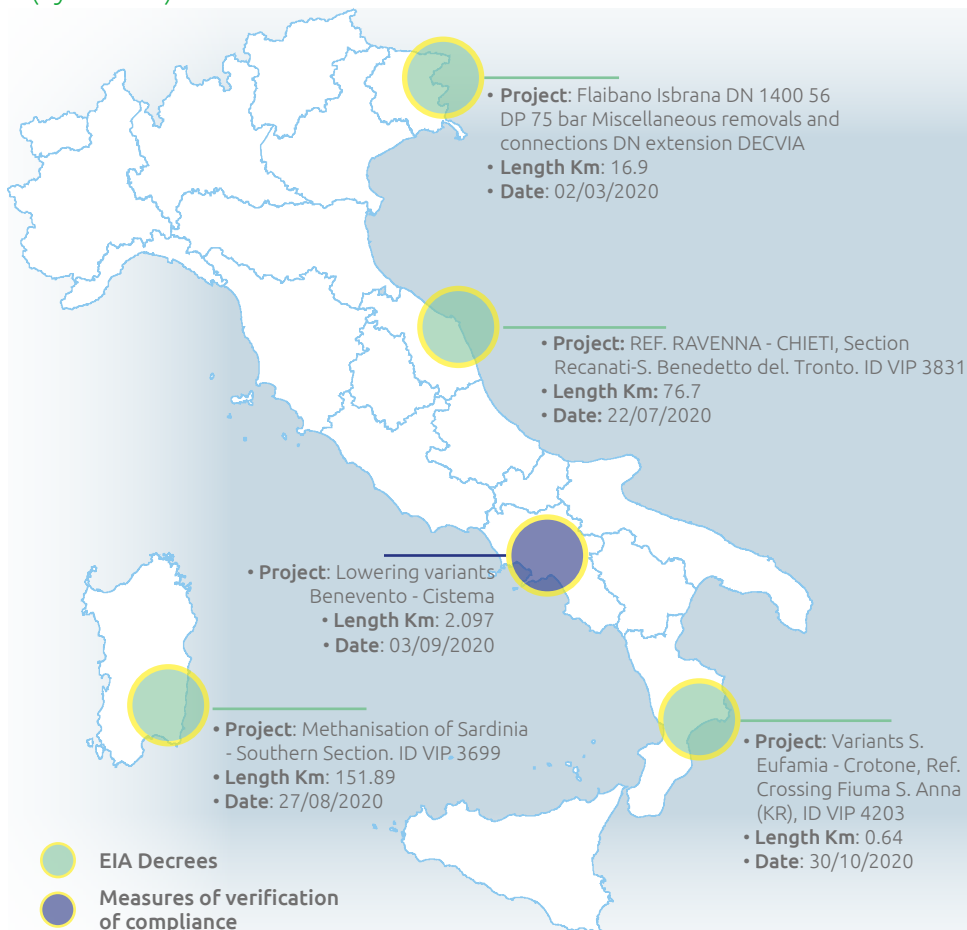 • Project: Flaibano Isbrana DN 1400 56
DP 75 bar Miscellaneous removals and
connections DN extension DECVIA
• Length Km: 16.9
• Date: 02/03/2020
• Project: REF. RAVENNA - CHIETI, Section
Recanati-S. Benedetto del. Tronto. ID VIP 3831
• Length Km: 76.7
• Date: 22/07/2020
• Project: Lowering variants
Benevento - Cistema
• Length Km: 2.097
• Date: 03/09/2020
• Project: Methanisation of Sardinia
- Southern Section. ID VIP 3699
• Length Km: 151.89
• Date: 27/08/2020
• Project: Variants S.
Eufamia - Crotone, Ref.
Crossing Fiuma S. Anna
(KR), ID VIP 4203
• Length Km: 0.64
• Date: 30/10/2020
EIA Decrees
Measures of verification
of compliance